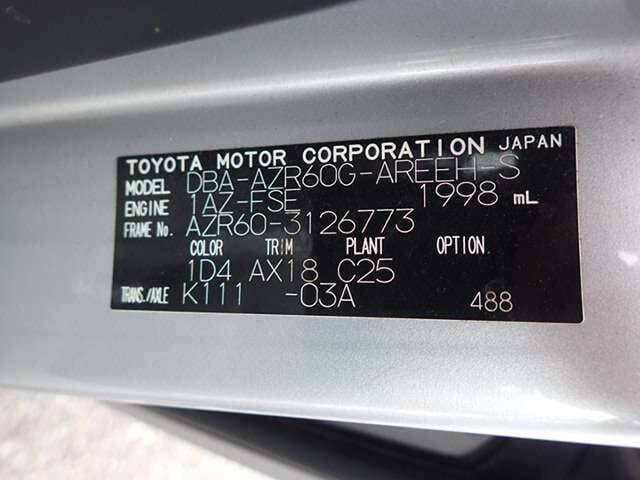 TOYOTA MOTOR CORPORATION JAPAN
MODEL DBA-AZR60G-AREEH-S
ENGINE 1AZ-FSE 1998 mL
FRAME No. AZR60-3126773
COLOR TRIM PLANT OPTION
1D4 AX18 C25
TRANS./AXLE K111 -03A 488